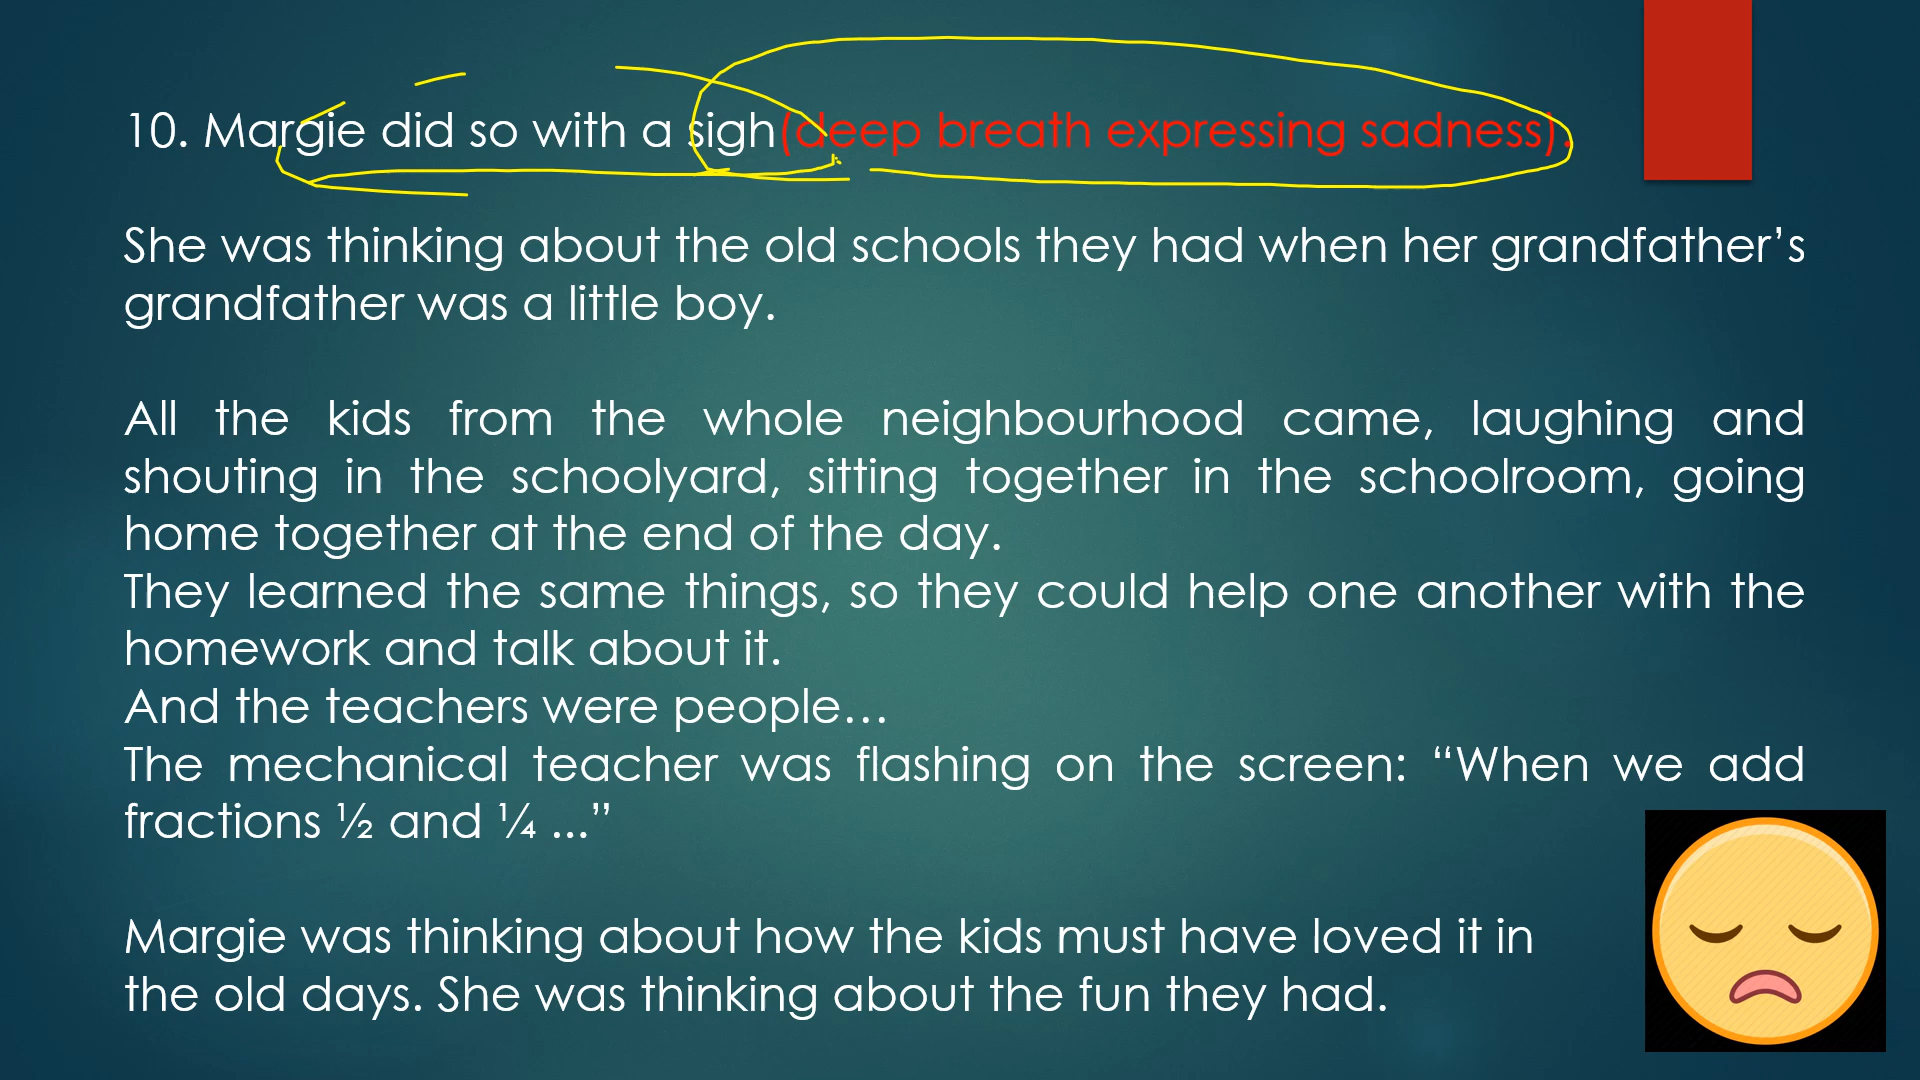 10. Margie did so with a sigh(deep breath expressing sadness).
She was thinking about the old schools they had when her grandfather’s
grandfather was a little boy.
All the kids from the whole neighbourhood came, laughing and
shouting in the schoolyard, sitting together in the schoolroom, going
home together at the end of the day.
They learned the same things, so they could help one another with the
homework and talk about it.
And the teachers were people…
The mechanical teacher was flashing on the screen: “When we add
fractions ½ and ¼ ...”
Margie was thinking about how the kids must have loved it in
the old days. She was thinking about the fun they had.